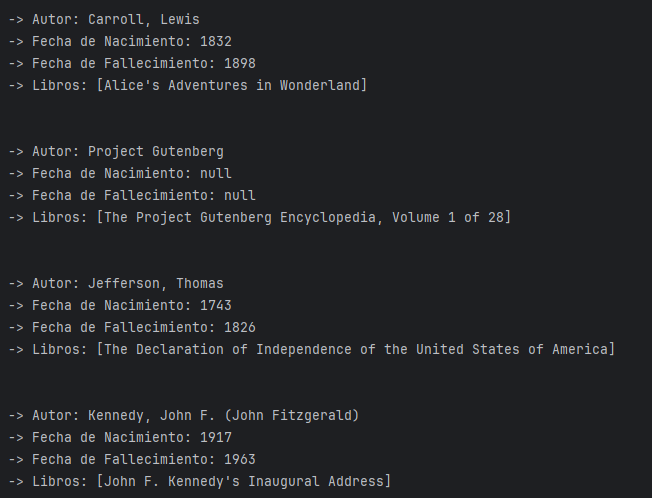 -> Autor: Carroll, Lewis
-> Fecha de Nacimiento: 1832
-> Fecha de Fallecimiento: 1898
-> Libros: [Alice's Adventures in Wonderland]
-> Autor: Project Gutenberg
-> Fecha de Nacimiento: null
-> Fecha de Fallecimiento: null
-> Libros: [The Project Gutenberg Encyclopedia, Volume 1 of 28]
-> Autor: Jefferson, Thomas
-> Fecha de Nacimiento: 1743
-> Fecha de Fallecimiento: 1826
-> Libros: [The Declaration of Independence of the United States of America]
-> Autor: Kennedy, John F. (John Fitzgerald)
-> Fecha de Nacimiento: 1917
-> Fecha de Fallecimiento: 1963
-> Libros: [John F. Kennedy's Inaugural Address]